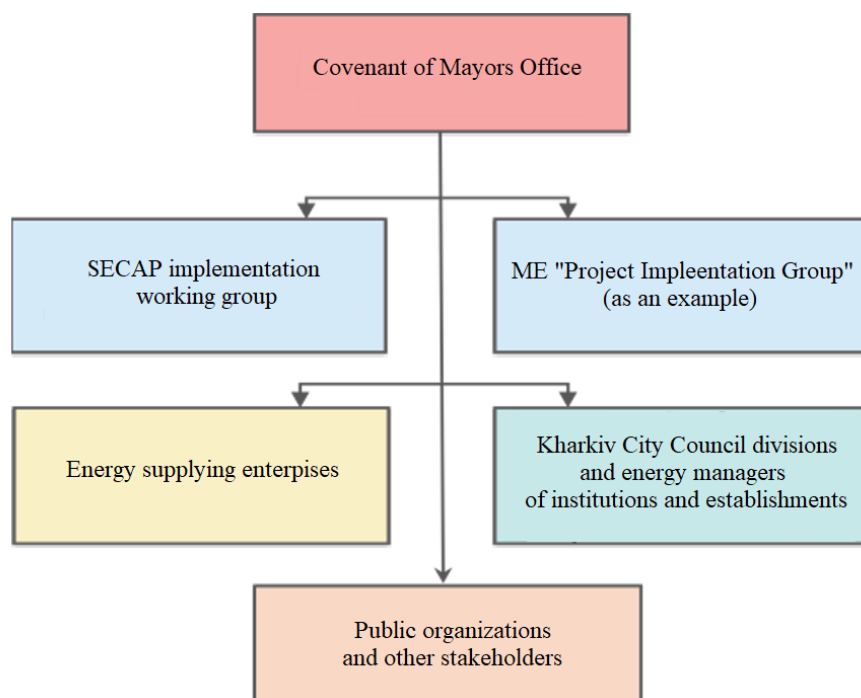 Covenant of Mayors Office
SECAP implementation
working group
ME "Project Impleentation Group"
(as an example)
Energy supplying enterpises
Kharkiv City Council divisions
and energy managers
of institutions and establishments
Public organizations
and other stakeholders